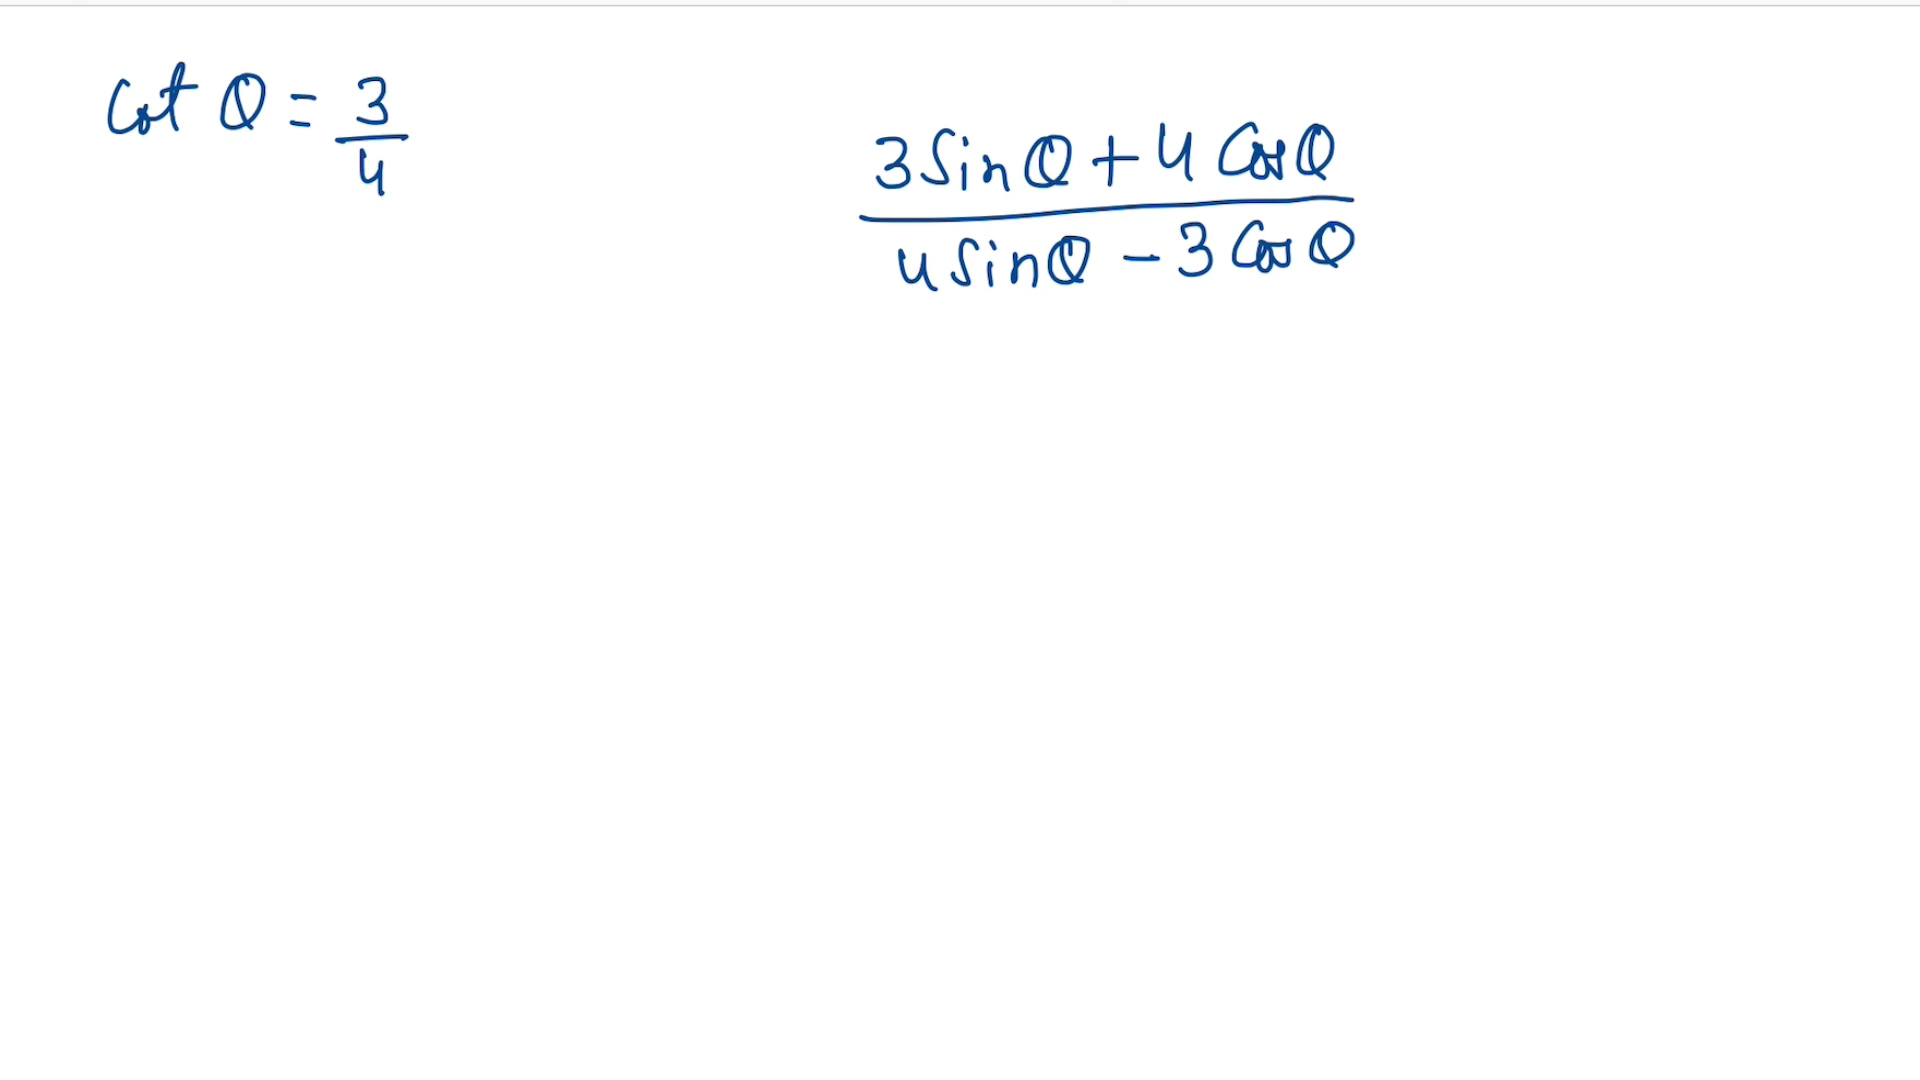 Cot θ = 3/4
3 Sin θ + 4 Cos θ
4 Sin θ - 3 Cos θ